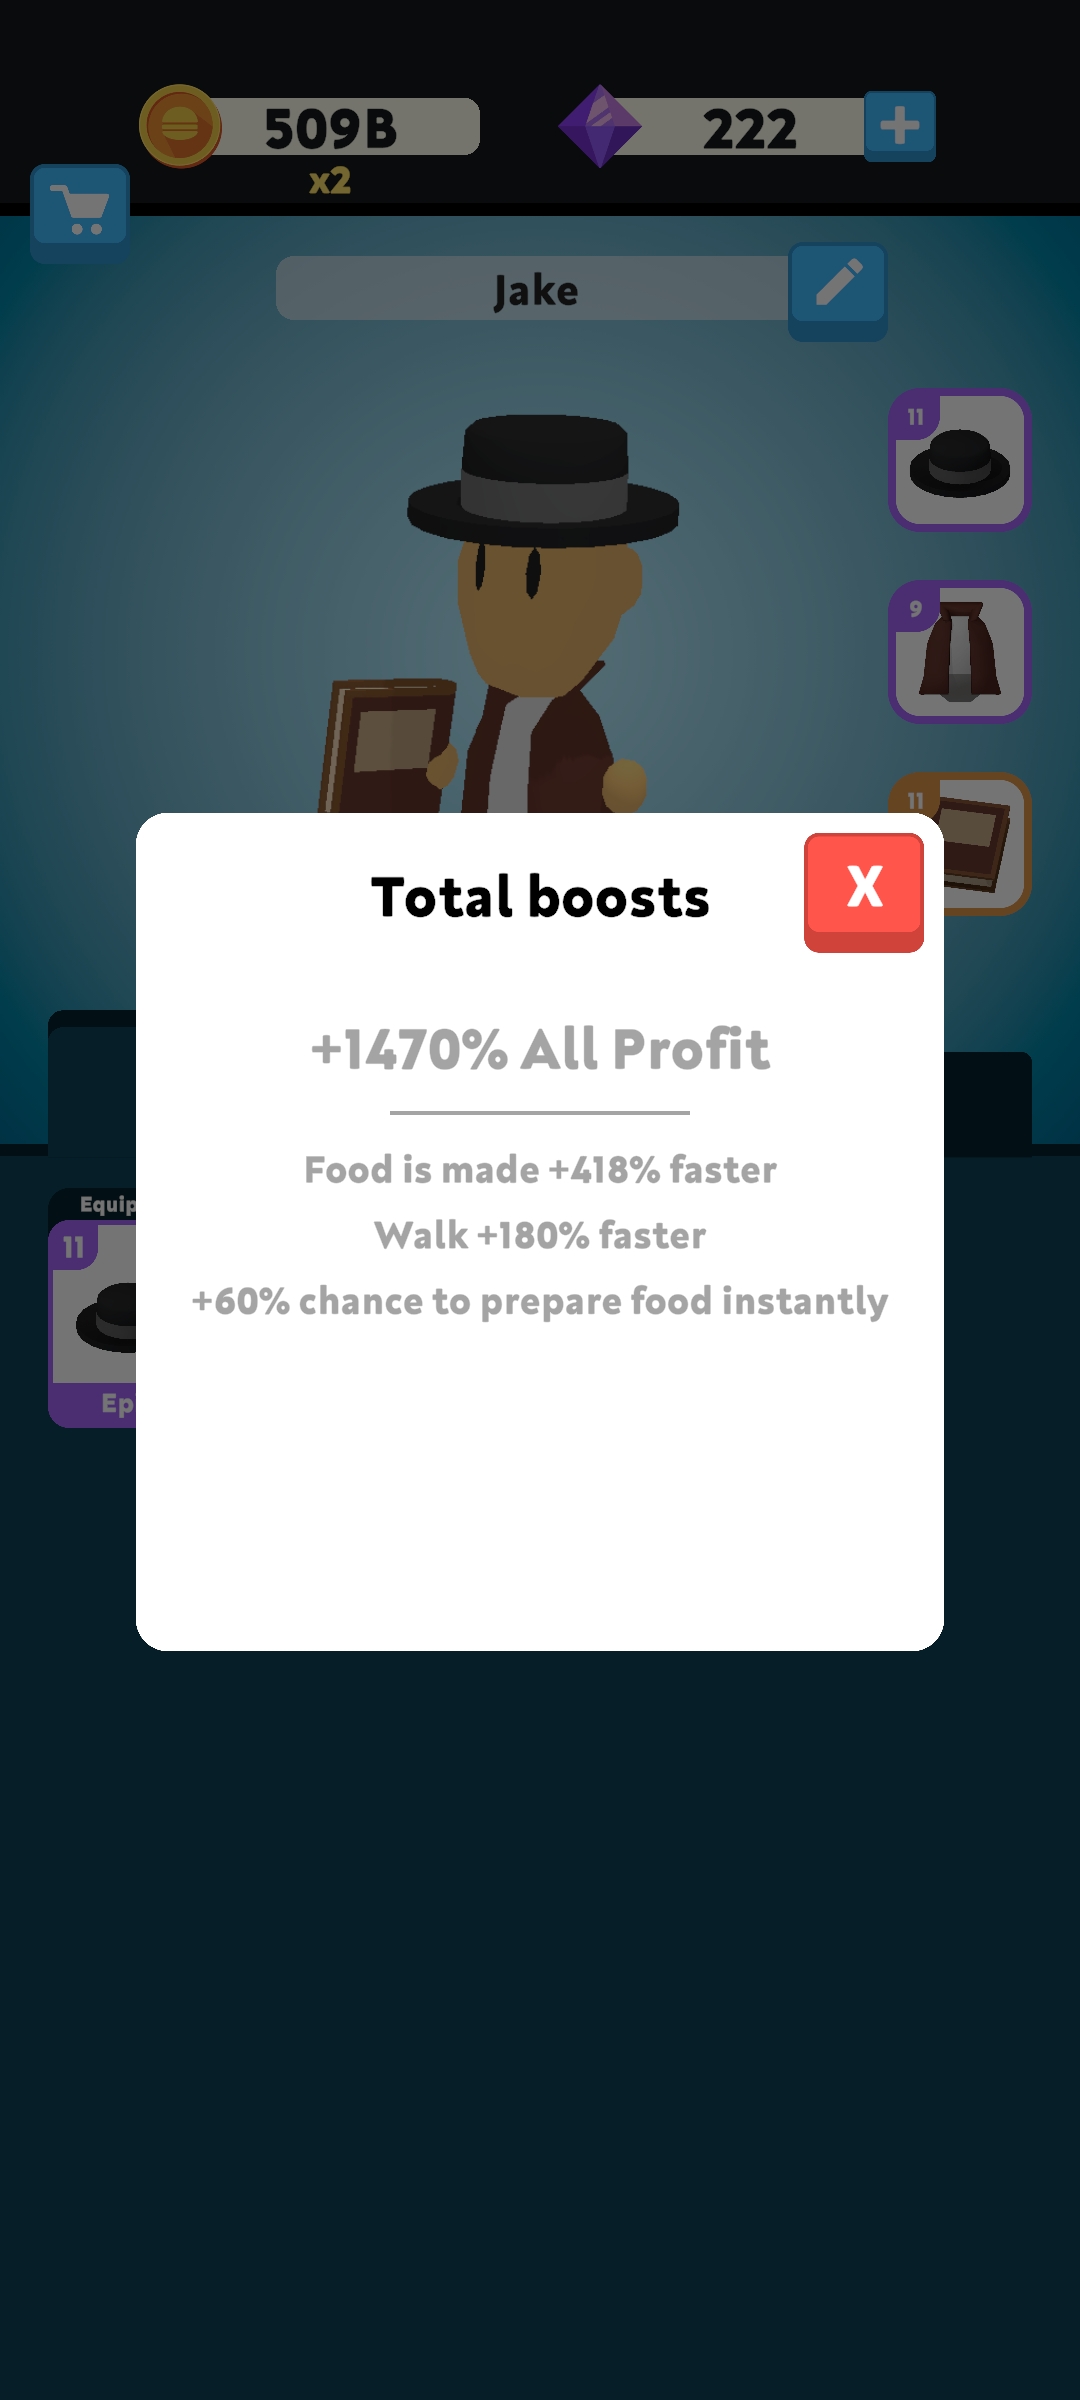 509B
222
x2
Jake
11
9
11
Total boosts
X
+1470% All Profit
Food is made +418% faster
Walk +180% faster
+60% chance to prepare food instantly
Equip
11
Ep